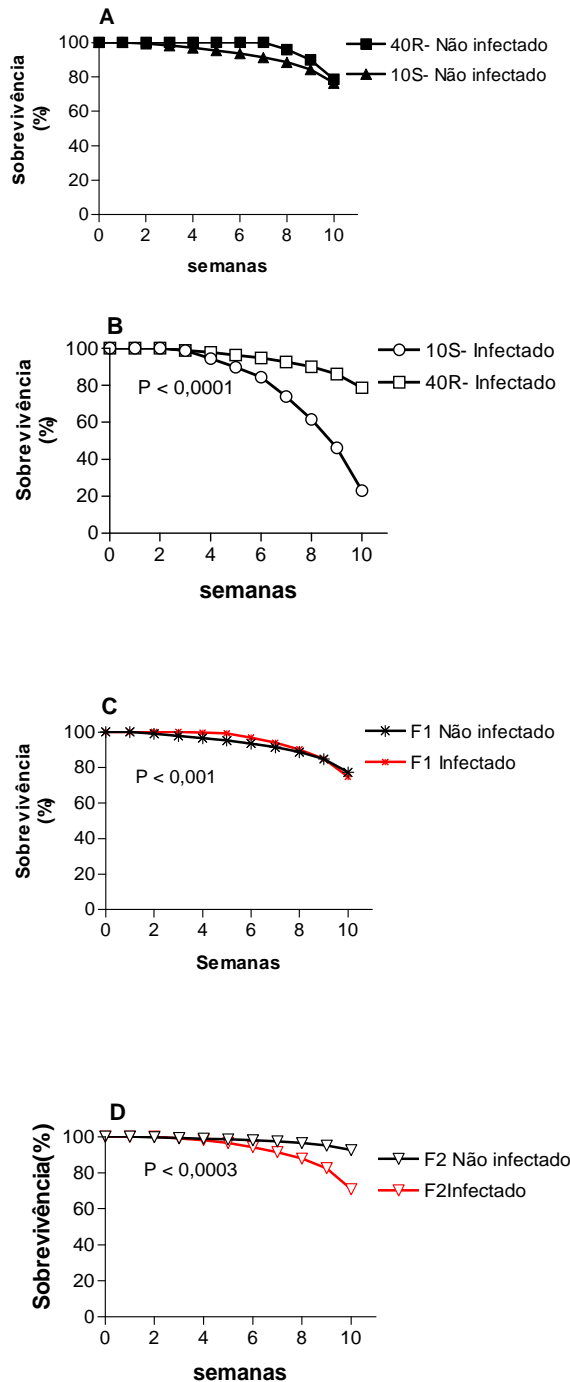 A
100
80
60
40
20
0
0 2 4 6 8 10
sobrevivência
(%)
semanas
40R- Não infectado
10S- Não infectado
B
100
80
60
40
20
0
0 2 4 6 8 10
Sobrevivência
(%)
P < 0,0001
semanas
10S- Infectado
40R- Infectado
C
100
80
60
40
20
0
0 2 4 6 8 10
Sobrevivência
(%)
P < 0,001
Semanas
F1 Não infectado
F1 Infectado
D
100
80
60
40
20
0
0 2 4 6 8 10
Sobrevivência(%)
P < 0,0003
semanas
F2 Não infectado
F2Infectado